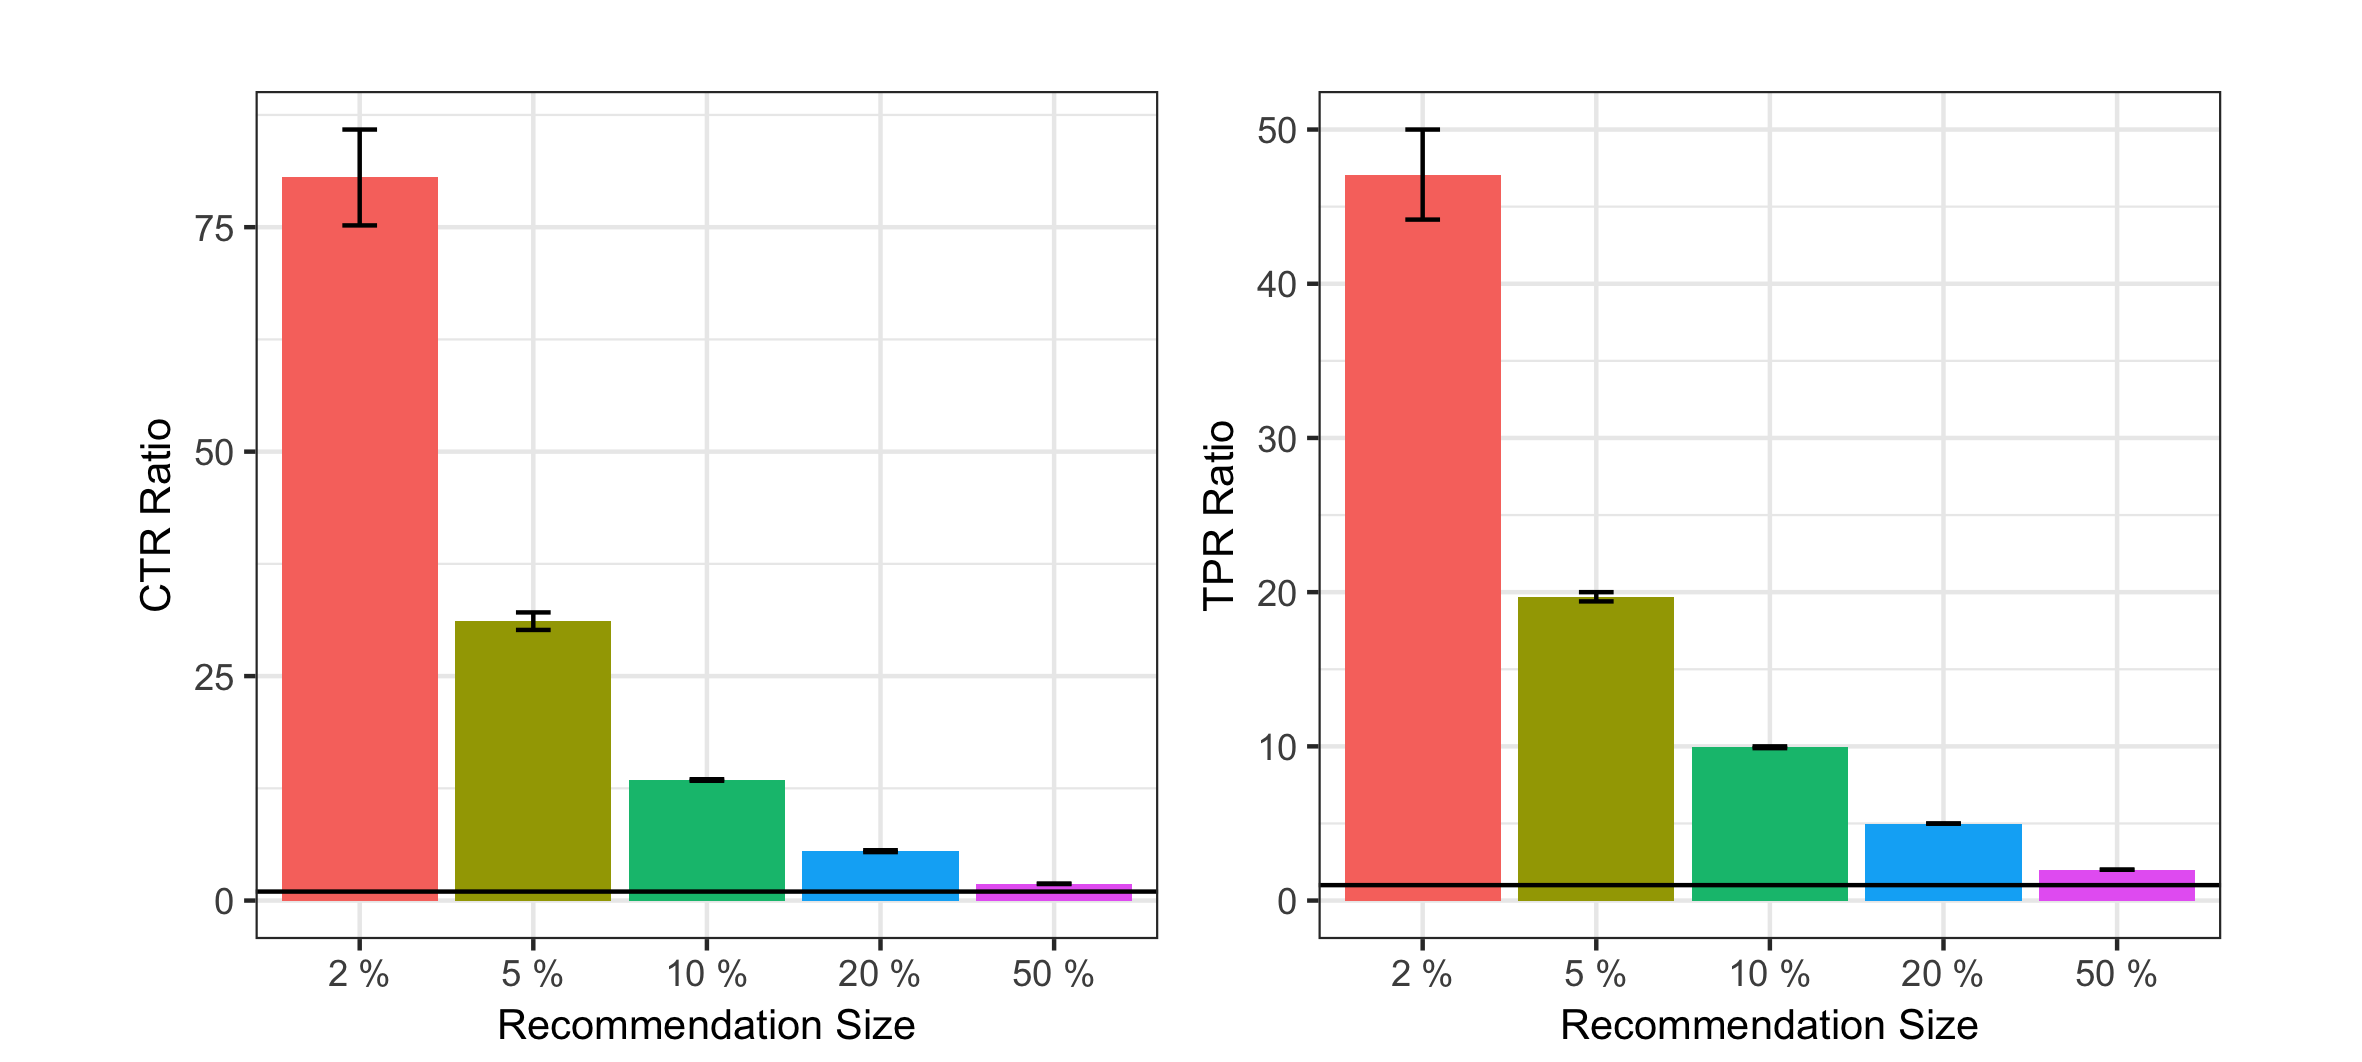 CTR Ratio
75
50
25
0
2 % 5 % 10 % 20 % 50 %
Recommendation Size
TPR Ratio
50
40
30
20
10
0
2 % 5 % 10 % 20 % 50 %
Recommendation Size